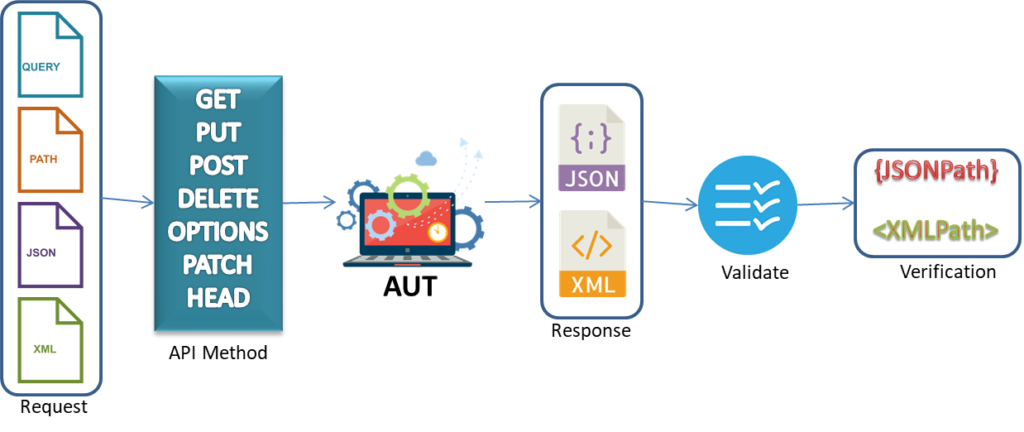 QUERY
PATH
JSON
XML
Request
GET
PUT
POST
DELETE
OPTIONS
PATCH
HEAD
API Method
AUT
{;}
JSON
</>
XML
Response
Validate
{JSONPath}
<XMLPath>
Verification